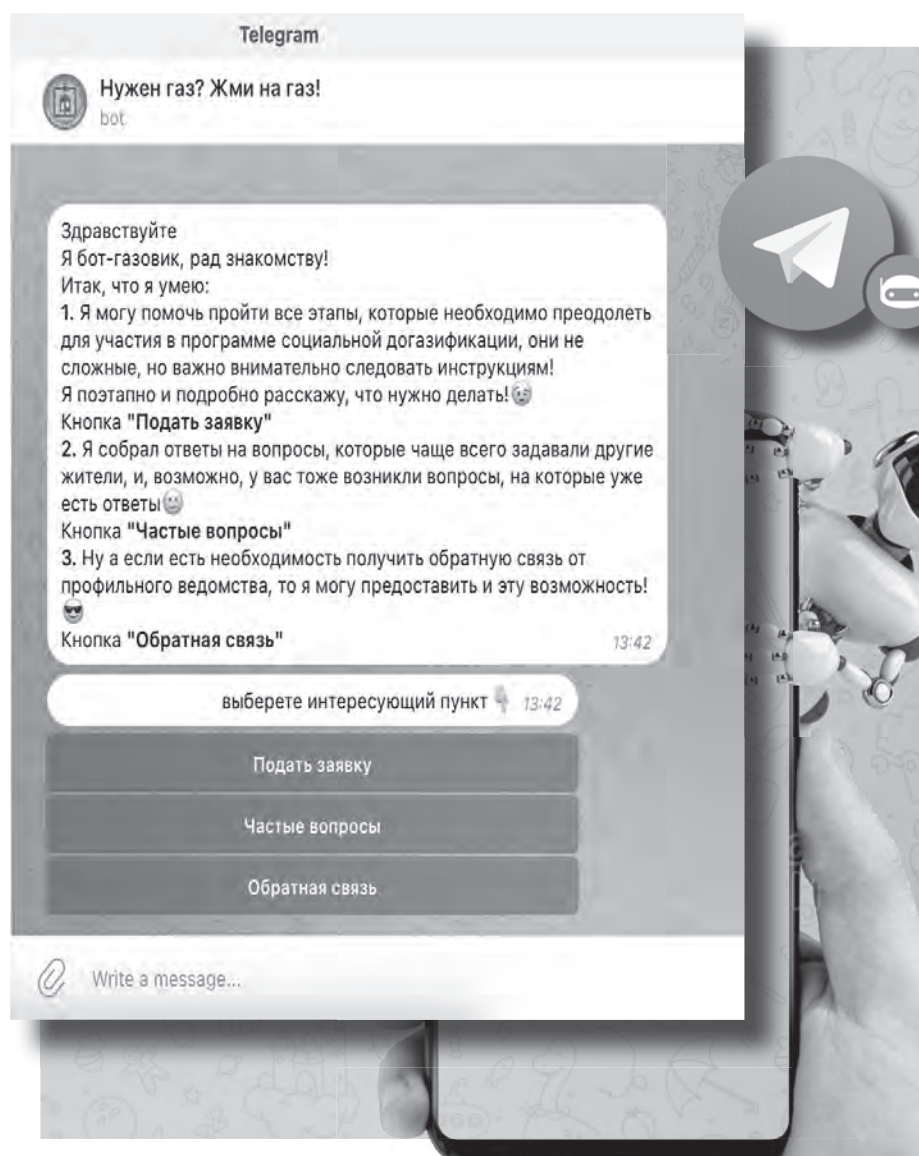 Telegram
Нужен газ? Жми на газ!
bot
Здравствуйте
Я бот-газовик, рад знакомству!
Итак, что я умею:
1. Я могу помочь пройти все этапы, которые необходимо преодолеть
для участия в программе социальной догазификации, они не
сложные, но важно внимательно следовать инструкциям!
Я поэтапно и подробно расскажу, что нужно делать!😉
Кнопка "Подать заявку"
2. Я собрал ответы на вопросы, которые чаще всего задавали другие
жители, и, возможно, у вас тоже возникли вопросы, на которые уже
есть ответы🙂
Кнопка "Частые вопросы"
3. Ну а если есть необходимость получить обратную связь от
профильного ведомства, то я могу предоставить и эту возможность!
😎
Кнопка "Обратная связь" 13:42
выберете интересующий пункт 👇 13:42
Подать заявку
Частые вопросы
Обратная связь
Write a message...